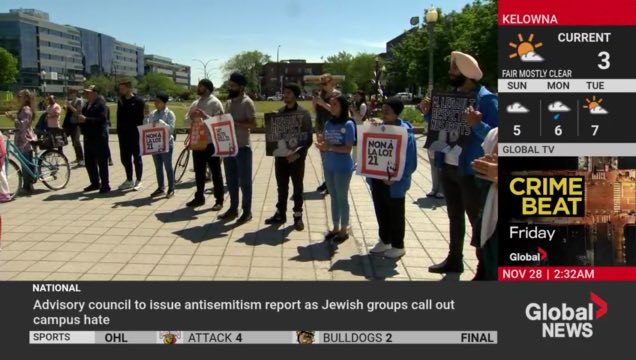 KELOWNA
CURRENT
3
FAIR MOSTLY CLEAR
SUN MON TUE
5 6 7
GLOBAL TV
CRIME
BEAT
Friday
Global
NOV 28 | 2:32AM
NON À
LA LOI
21
NON À
LA LOI
21
NATIONAL
Advisory council to issue antisemitism report as Jewish groups call out
campus hate
Global
NEWS
SPORTS OHL ATTACK 4 BULLDOGS 2 FINAL